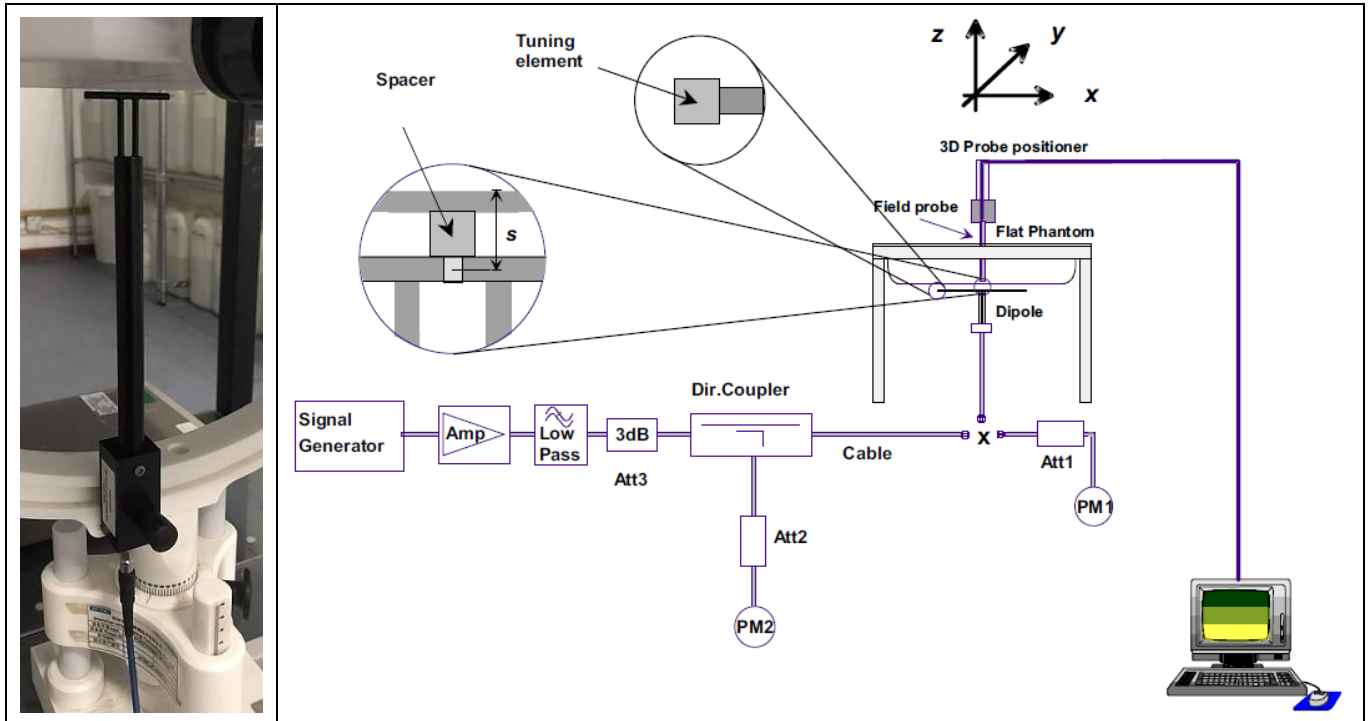 Tuning
element
Spacer
s
z
y
x
3D Probe positioner
Field probe
Flat Phantom
Dipole
Signal
Generator
Amp
Low
Pass
3dB
Att3
Dir.Coupler
Cable
x
Att1
PM1
Att2
PM2